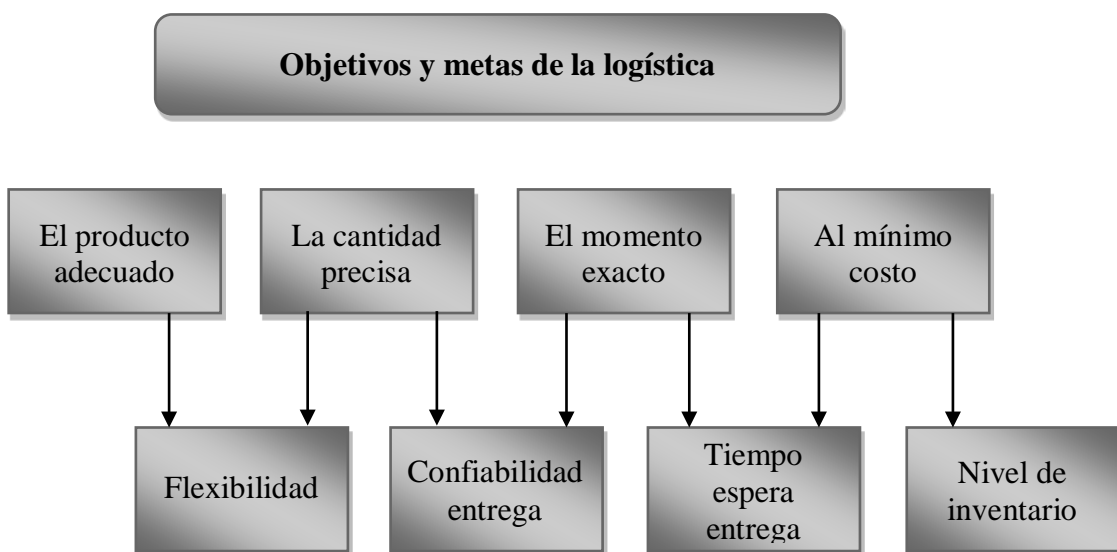 Objetivos y metas de la logística
El producto
adecuado
La cantidad
precisa
El momento
exacto
Al mínimo
costo
Flexibilidad
Confiabilidad
entrega
Tiempo
espera
entrega
Nivel de
inventario